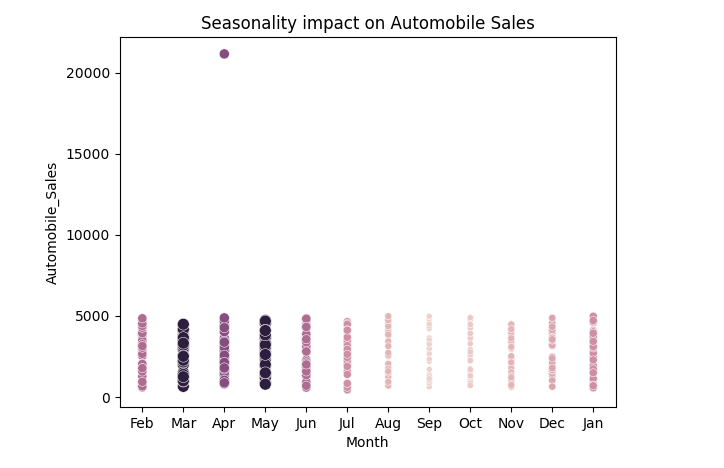 Seasonality impact on Automobile Sales
20000
15000
10000
5000
0
Automobile_Sales
Feb Mar Apr May Jun Jul Aug Sep Oct Nov Dec Jan
Month